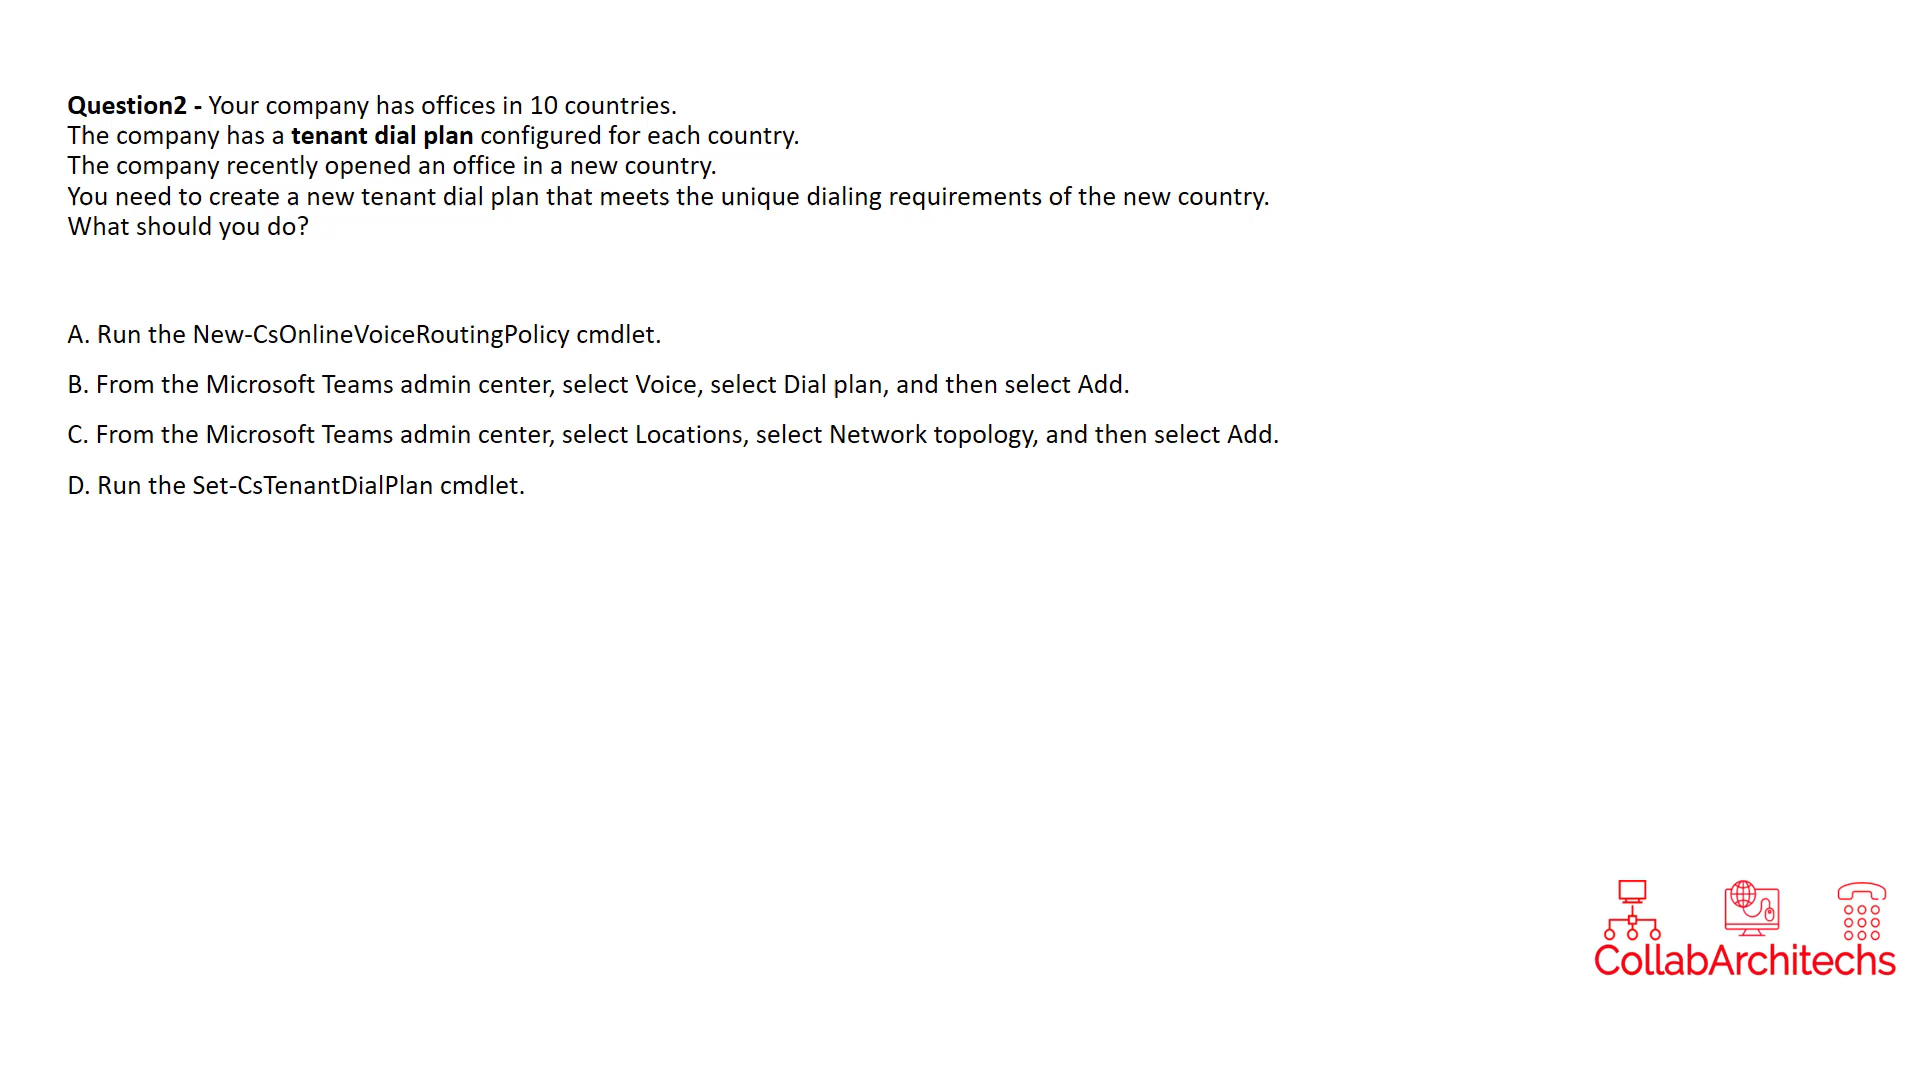 Question2 - Your company has offices in 10 countries.
The company has a tenant dial plan configured for each country.
The company recently opened an office in a new country.
You need to create a new tenant dial plan that meets the unique dialing requirements of the new country.
What should you do?
A. Run the New-CsOnlineVoiceRoutingPolicy cmdlet.
B. From the Microsoft Teams admin center, select Voice, select Dial plan, and then select Add.
C. From the Microsoft Teams admin center, select Locations, select Network topology, and then select Add.
D. Run the Set-CsTenantDialPlan cmdlet.
CollabArchitechs